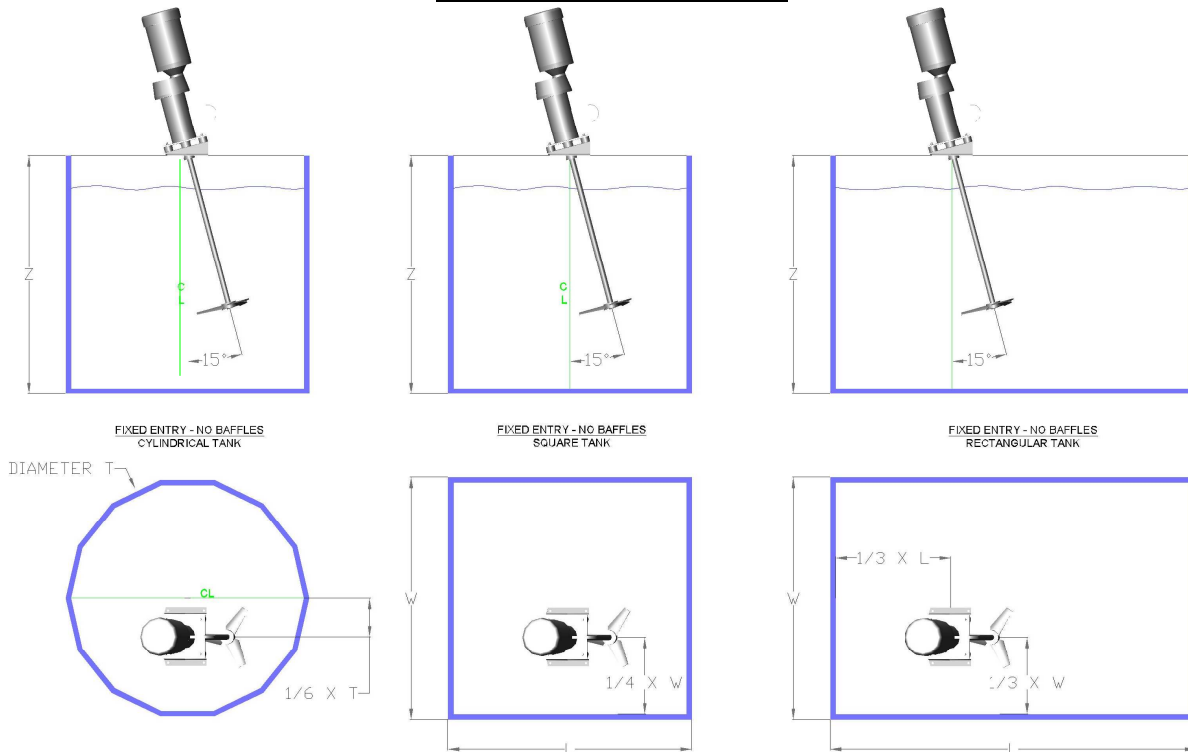 Z
C
L
15°
Z
C
L
15°
Z
15°
FIXED ENTRY - NO BAFFLES
CYLINDRICAL TANK
FIXED ENTRY - NO BAFFLES
SQUARE TANK
FIXED ENTRY - NO BAFFLES
RECTANGULAR TANK
DIAMETER T
CL
1/6 X T
W
1/4 X W
L
W
1/3 X L
1/3 X W
L